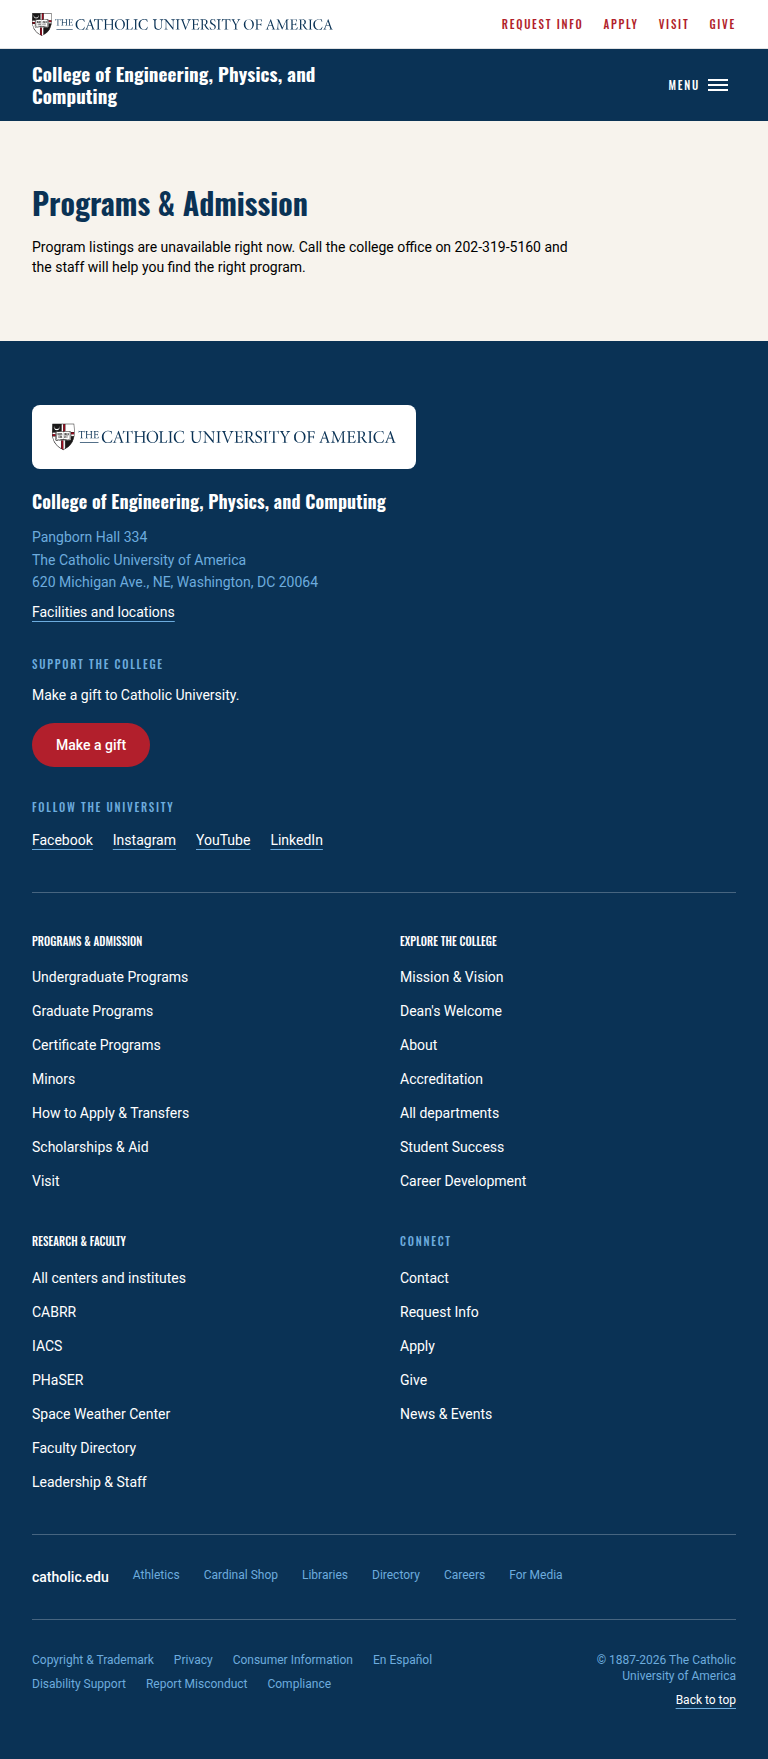 THE CATHOLIC UNIVERSITY OF AMERICA
REQUEST INFO APPLY VISIT GIVE
College of Engineering, Physics, and
Computing
MENU
Programs & Admission
Program listings are unavailable right now. Call the college office on 202-319-5160 and
the staff will help you find the right program.
THE CATHOLIC UNIVERSITY OF AMERICA
College of Engineering, Physics, and Computing
Pangborn Hall 334
The Catholic University of America
620 Michigan Ave., NE, Washington, DC 20064
Facilities and locations
SUPPORT THE COLLEGE
Make a gift to Catholic University.
Make a gift
FOLLOW THE UNIVERSITY
Facebook Instagram YouTube LinkedIn
PROGRAMS & ADMISSION
Undergraduate Programs
Graduate Programs
Certificate Programs
Minors
How to Apply & Transfers
Scholarships & Aid
Visit
EXPLORE THE COLLEGE
Mission & Vision
Dean's Welcome
About
Accreditation
All departments
Student Success
Career Development
RESEARCH & FACULTY
All centers and institutes
CABRR
IACS
PHaSER
Space Weather Center
Faculty Directory
Leadership & Staff
CONNECT
Contact
Request Info
Apply
Give
News & Events
catholic.edu Athletics Cardinal Shop Libraries Directory Careers For Media
Copyright & Trademark Privacy Consumer Information En Español
Disability Support Report Misconduct Compliance
© 1887-2026 The Catholic
University of America
Back to top